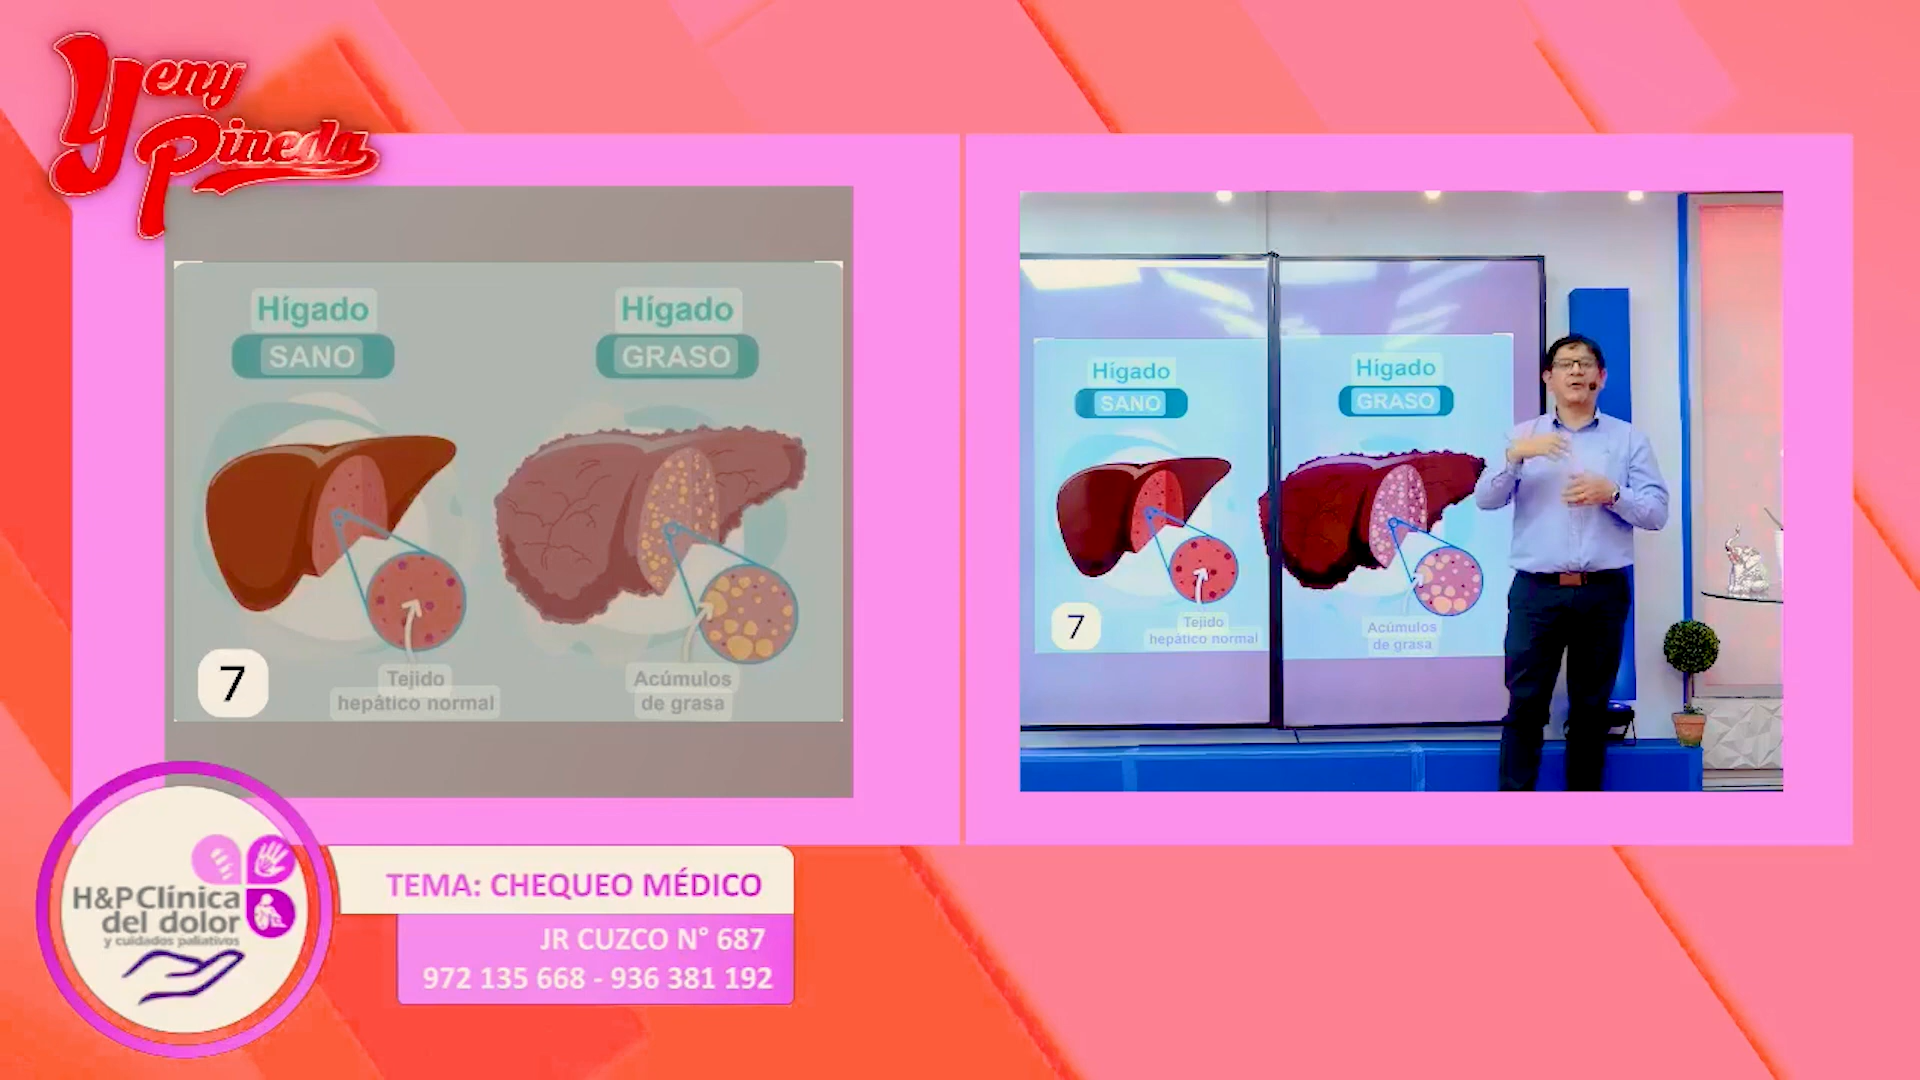 Yeny
Pineda
Hígado
SANO
Hígado
GRASO
7
Tejido
hepático normal
Acúmulos
de grasa
Hígado
SANO
Hígado
GRASO
7
Tejido
hepático normal
Acúmulos
de grasa
H&P Clínica
del dolor
y cuidados paliativos
TEMA: CHEQUEO MÉDICO
JR CUZCO N° 687
972 135 668 - 936 381 192